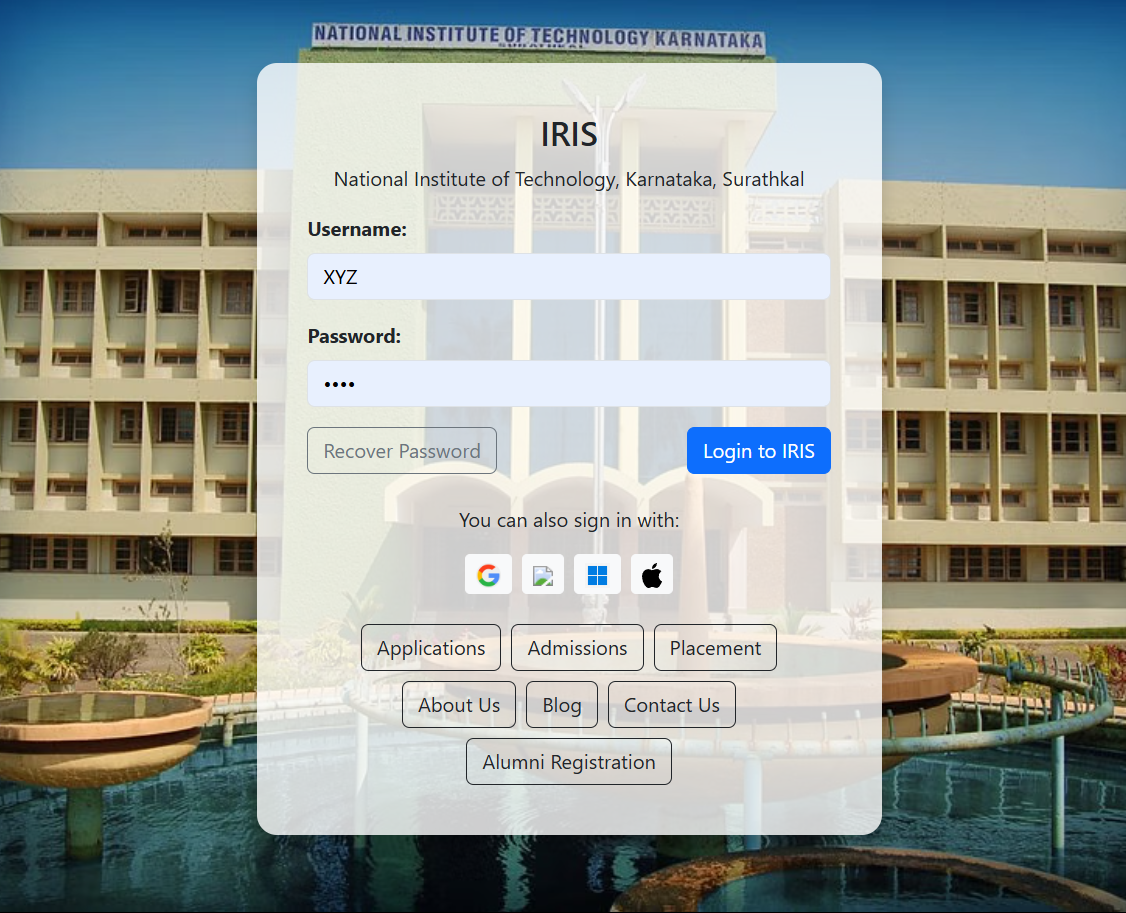 NATIONAL INSTITUTE OF TECHNOLOGY KARNATAKA
SURATHKAL
IRIS
National Institute of Technology, Karnataka, Surathkal
Username:
XYZ
Password:
••••
Recover Password Login to IRIS
You can also sign in with:
Applications Admissions Placement
About Us Blog Contact Us
Alumni Registration